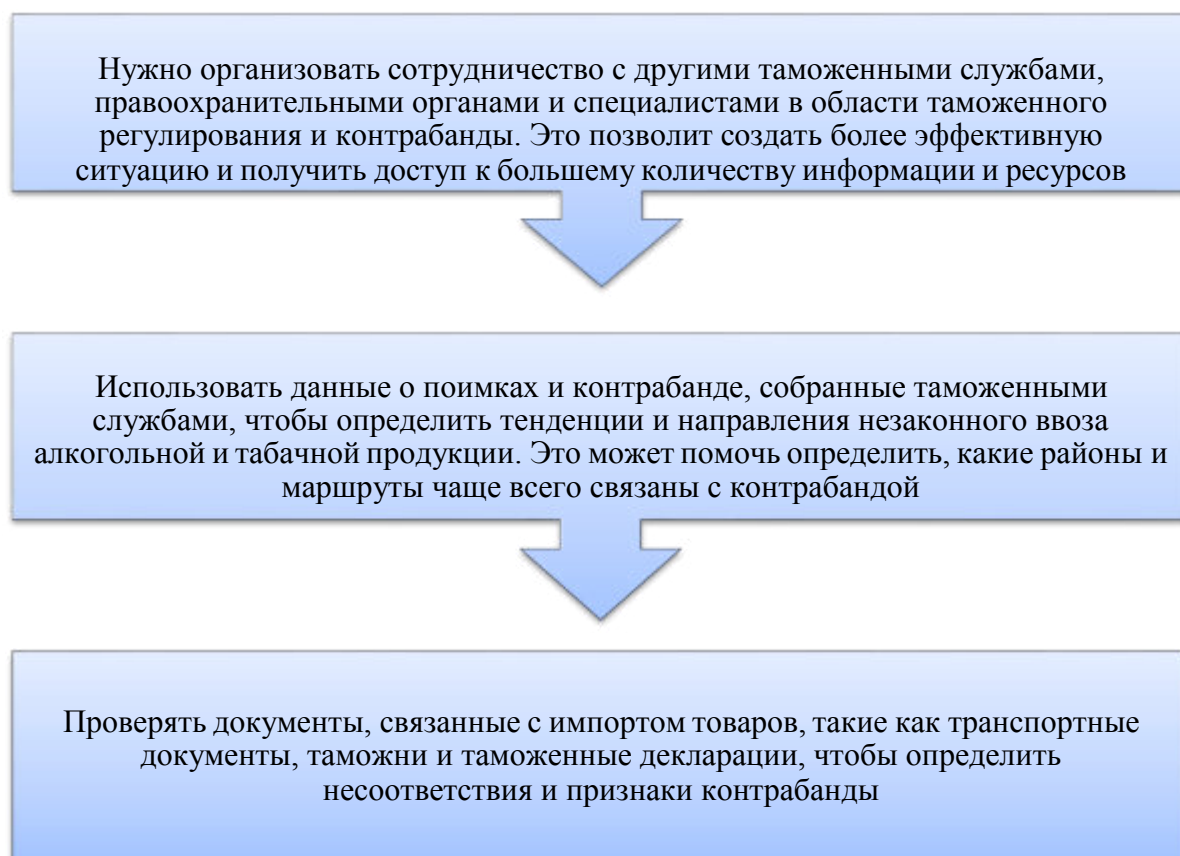 Нужно организовать сотрудничество с другими таможенными службами,
правоохранительными органами и специалистами в области таможенного
регулирования и контрабанды. Это позволит создать более эффективную
ситуацию и получить доступ к большему количеству информации и ресурсов
Использовать данные о поимках и контрабанде, собранные таможенными
службами, чтобы определить тенденции и направления незаконного ввоза
алкогольной и табачной продукции. Это может помочь определить, какие районы и
маршруты чаще всего связаны с контрабандой
Проверять документы, связанные с импортом товаров, такие как транспортные
документы, таможни и таможенные декларации, чтобы определить
несоответствия и признаки контрабанды